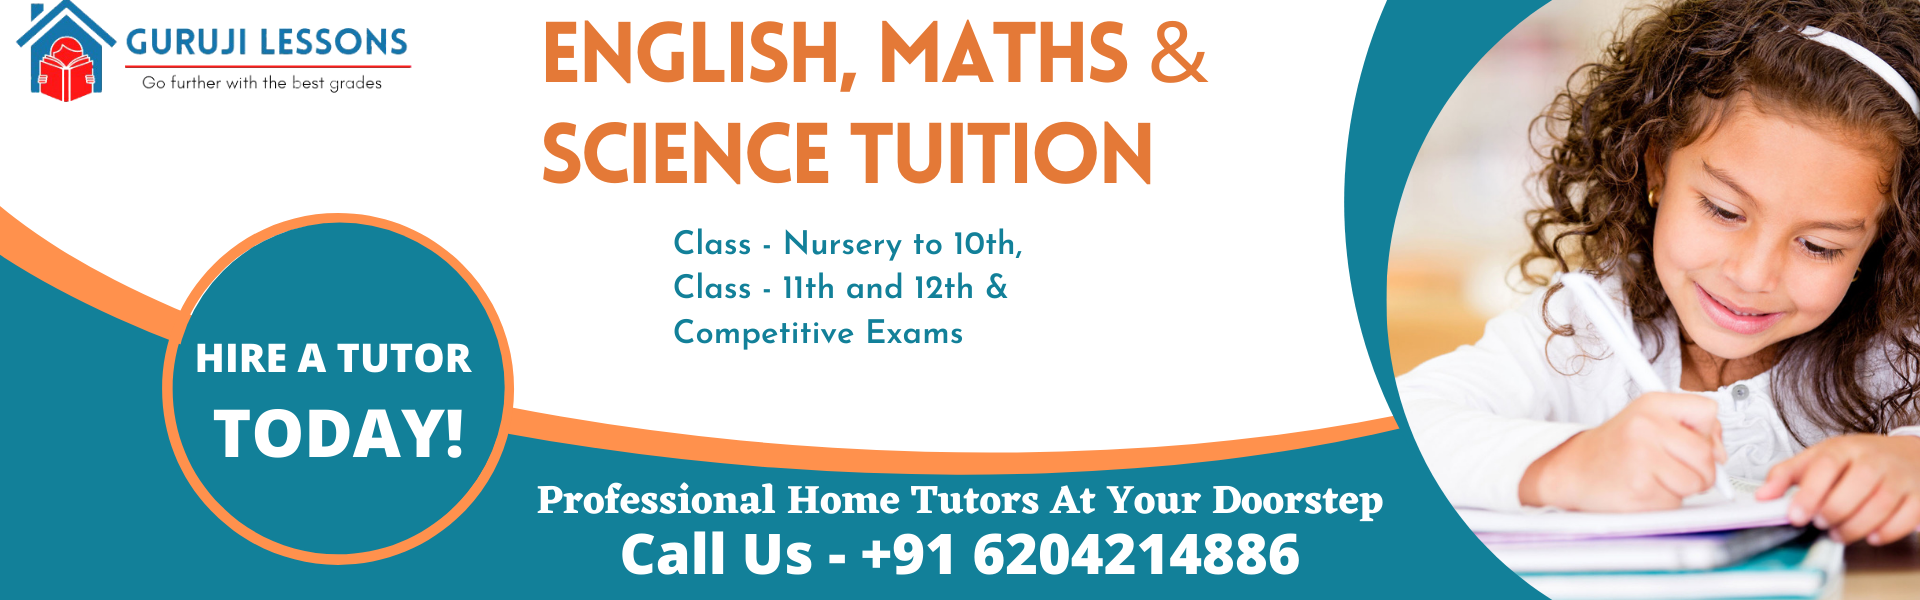 GURUJI LESSONS
Go further with the best grades
ENGLISH, MATHS &
SCIENCE TUITION
Class - Nursery to 10th,
Class - 11th and 12th &
Competitive Exams
HIRE A TUTOR
TODAY!
Professional Home Tutors At Your Doorstep
Call Us - +91 6204214886